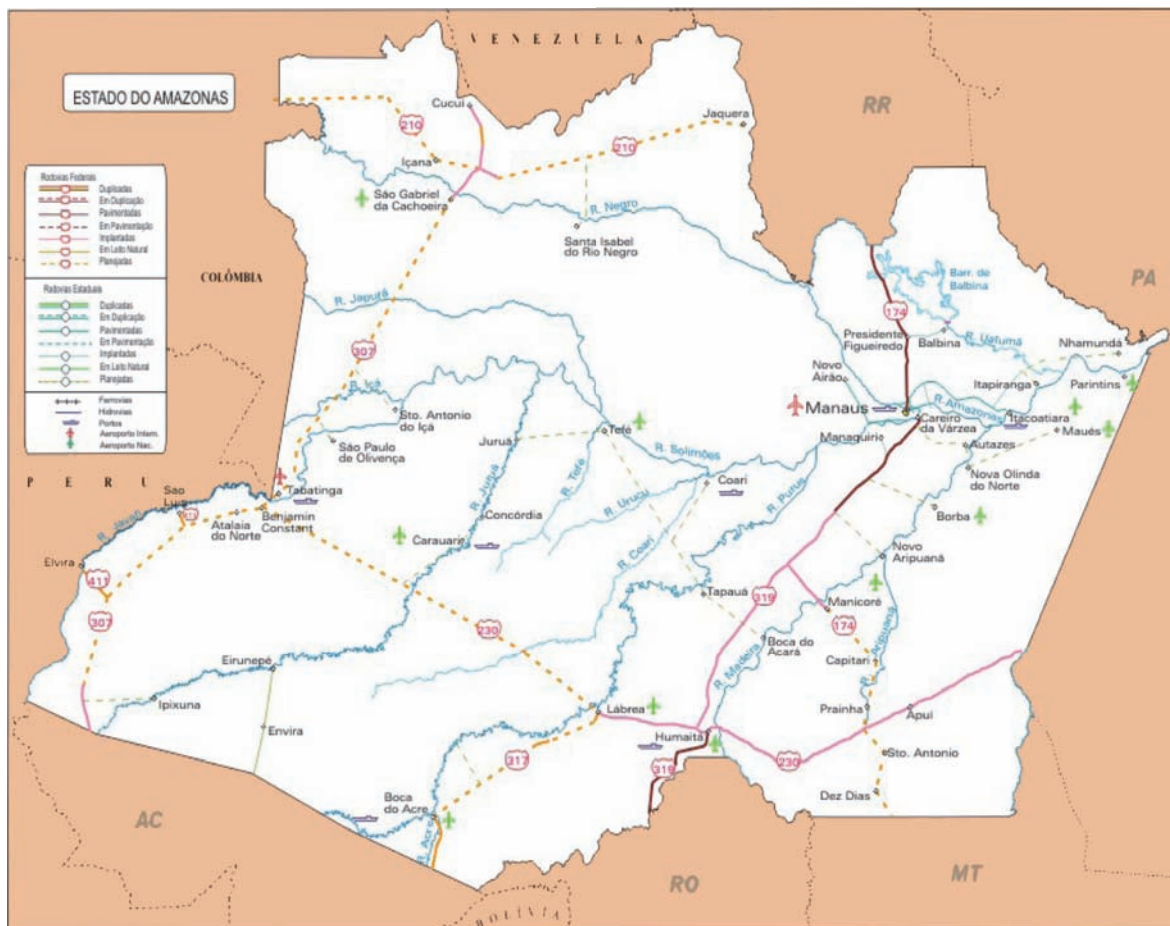 VENEZUELA
ESTADO DO AMAZONAS
RR
Cucuí
Jaquera
210
210
Içana
São Gabriel
da Cachoeira
R. Negro
Santa Isabel
do Rio Negro
Rodovias Federais
Duplicadas
Em Duplicação
Pavimentadas
Em Pavimentação
Implantadas
Em Leito Natural
Planejadas
Rodovias Estaduais
Duplicadas
Em Duplicação
Pavimentadas
Em Pavimentação
Implantadas
Em Leito Natural
Planejadas
Ferrovias
Hidrovias
Portos
Aeroporto Intern.
Aeroporto Nac.
COLÔMBIA
PA
R. Japurá
307
Barr. de
Balbina
174
Presidente
Figueiredo
Balbina
R. Uatumã
Nhamundá
Novo
Airão
Itapiranga
Parintins
R. Içá
Sto. Antonio
do Içá
Manaus
R. Amazonas
Itacoatiara
Careiro
da Várzea
Maués
Manaquiri
Autazes
São Paulo
de Olivença
Juruá
Tefé
R. Solimões
Nova Olinda
do Norte
PERU
Tabatinga
Coari
R. Juruá
R. Tefé
R. Urucu
R. Purus
São
Luis
R. Javari
Benjamin
Constant
Atalaia
do Norte
Concórdia
Borba
Carauari
R. Coari
Novo
Aripuanã
Elvira
411
307
Tapauá
319
Manicoré
174
230
Boca do
Acará
R. Madeira
R. Aripuanã
Capitari
Eirunepé
Ipixuna
Lábrea
Prainha
Apuí
Envira
Humaitá
317
319
230
Sto. Antonio
Boca
do Acre
Dez Dias
R. Acre
AC
RO
MT
BOLÍVIA